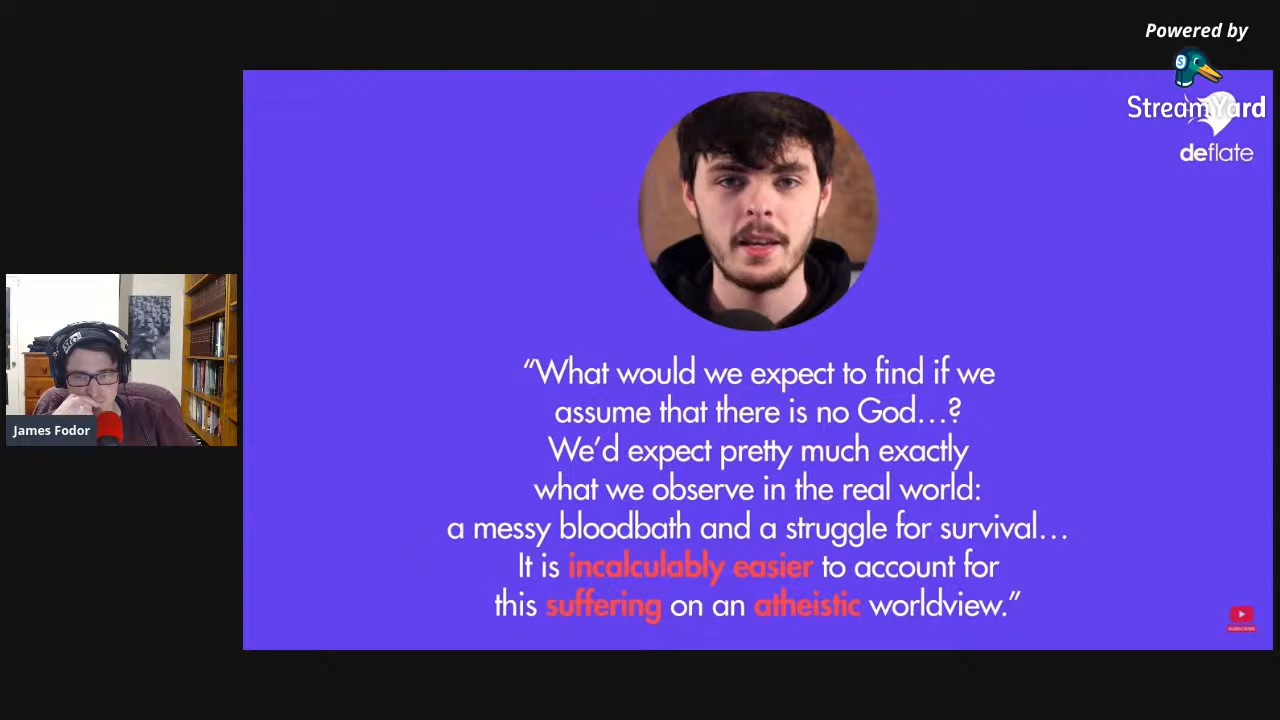 Powered by
S
StreamYard
deflate
James Fodor
“What would we expect to find if we
assume that there is no God…?
We’d expect pretty much exactly
what we observe in the real world:
a messy bloodbath and a struggle for survival…
It is incalculably easier to account for
this suffering on an atheistic worldview.”
SUBSCRIBE